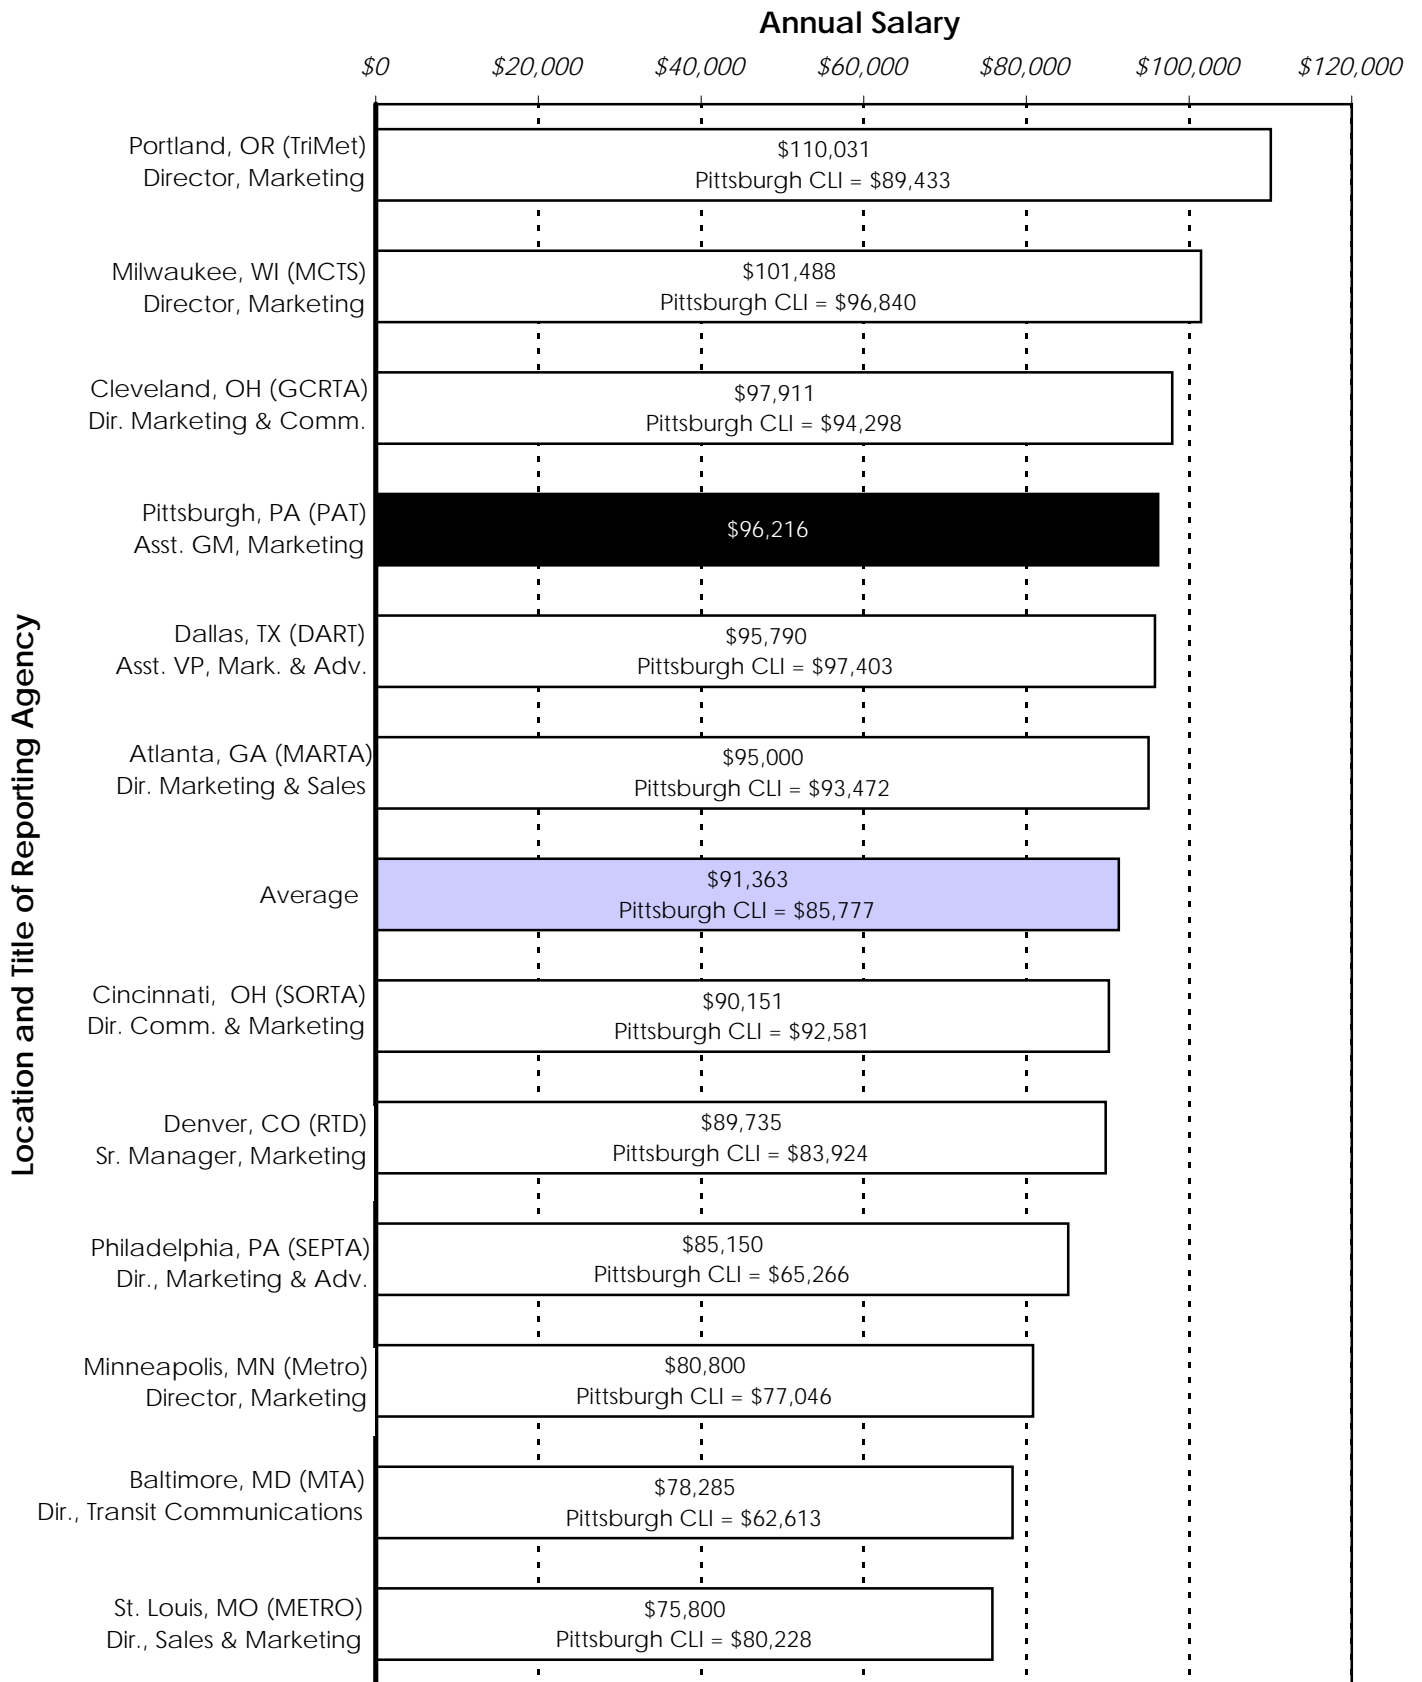 Annual Salary
$0 $20,000 $40,000 $60,000 $80,000 $100,000 $120,000
Location and Title of Reporting Agency
Portland, OR (TriMet)
Director, Marketing
$110,031
Pittsburgh CLI = $89,433
Milwaukee, WI (MCTS)
Director, Marketing
$101,488
Pittsburgh CLI = $96,840
Cleveland, OH (GCRTA)
Dir. Marketing & Comm.
$97,911
Pittsburgh CLI = $94,298
Pittsburgh, PA (PAT)
Asst. GM, Marketing
$96,216
Dallas, TX (DART)
Asst. VP, Mark. & Adv.
$95,790
Pittsburgh CLI = $97,403
Atlanta, GA (MARTA)
Dir. Marketing & Sales
$95,000
Pittsburgh CLI = $93,472
Average
$91,363
Pittsburgh CLI = $85,777
Cincinnati, OH (SORTA)
Dir. Comm. & Marketing
$90,151
Pittsburgh CLI = $92,581
Denver, CO (RTD)
Sr. Manager, Marketing
$89,735
Pittsburgh CLI = $83,924
Philadelphia, PA (SEPTA)
Dir., Marketing & Adv.
$85,150
Pittsburgh CLI = $65,266
Minneapolis, MN (Metro)
Director, Marketing
$80,800
Pittsburgh CLI = $77,046
Baltimore, MD (MTA)
Dir., Transit Communications
$78,285
Pittsburgh CLI = $62,613
St. Louis, MO (METRO)
Dir., Sales & Marketing
$75,800
Pittsburgh CLI = $80,228